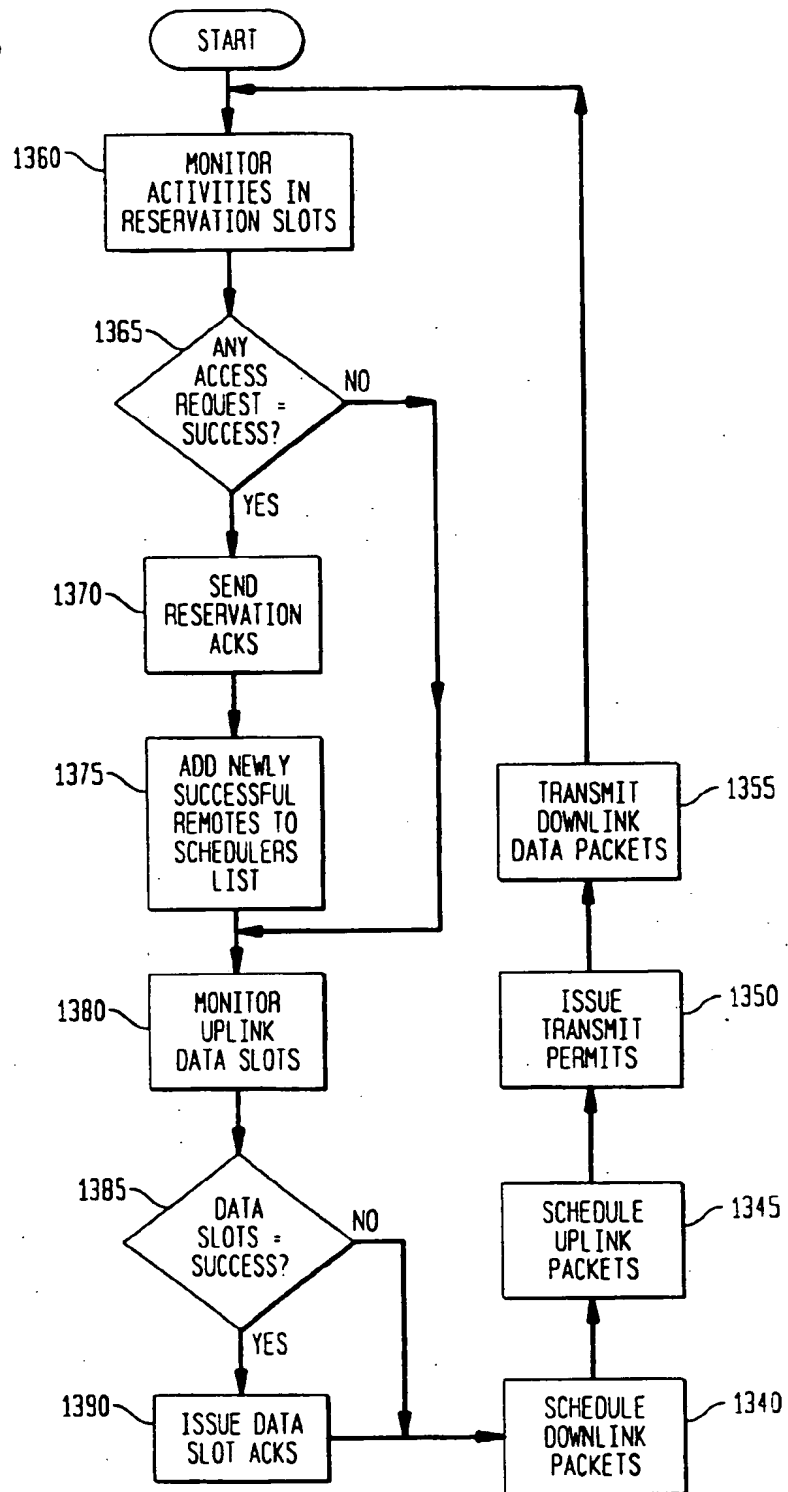 START
1360
MONITOR
ACTIVITIES IN
RESERVATION SLOTS
1365
ANY
ACCESS
REQUEST =
SUCCESS?
NO
YES
1370
SEND
RESERVATION
ACKS
1375
ADD NEWLY
SUCCESSFUL
REMOTES TO
SCHEDULERS
LIST
1380
MONITOR
UPLINK
DATA SLOTS
1385
DATA
SLOTS =
SUCCESS?
NO
YES
1390
ISSUE DATA
SLOT ACKS
SCHEDULE
DOWNLINK
PACKETS
1340
SCHEDULE
UPLINK
PACKETS
1345
ISSUE
TRANSMIT
PERMITS
1350
TRANSMIT
DOWNLINK
DATA PACKETS
1355